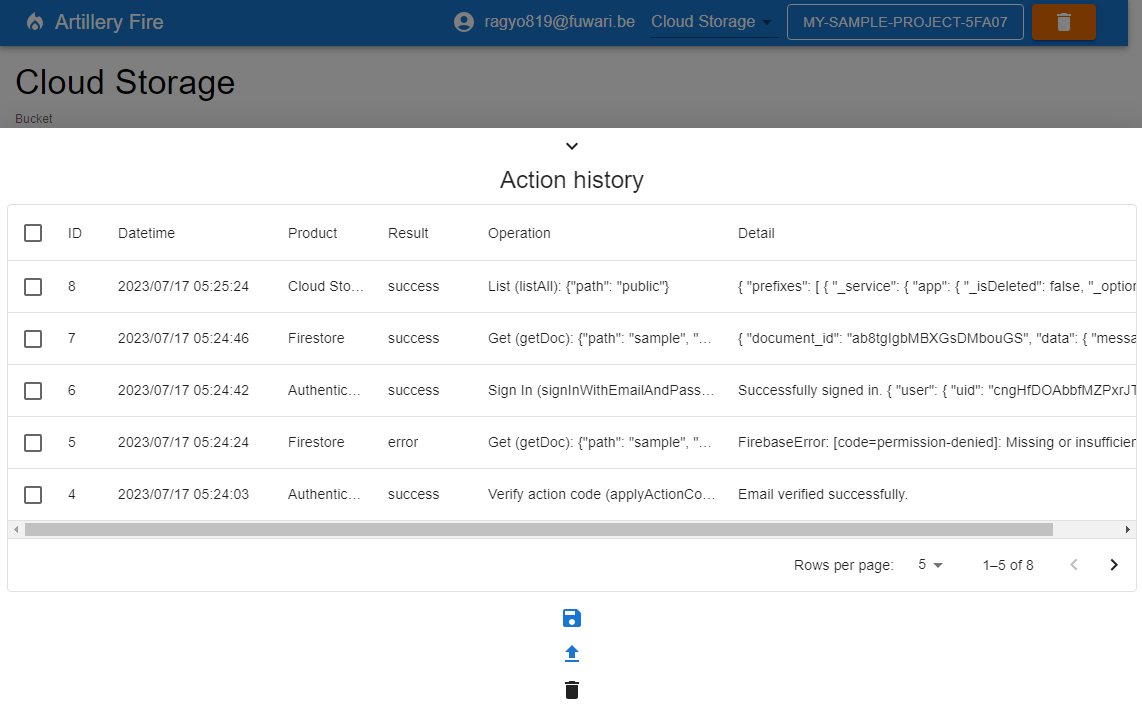 Artillery Fire ragyo819@fuwari.be Cloud Storage MY-SAMPLE-PROJECT-5FA07
Cloud Storage
Bucket
Action history
ID Datetime Product Result Operation Detail
8 2023/07/17 05:25:24 Cloud Sto... success List (listAll): {"path": "public"} { "prefixes": [ { "_service": { "app": { "_isDeleted": false, "_option
7 2023/07/17 05:24:46 Firestore success Get (getDoc): {"path": "sample", "... { "document_id": "ab8tgIgbMBXGsDMbouGS", "data": { "messa
6 2023/07/17 05:24:42 Authentic... success Sign In (signInWithEmailAndPass... Successfully signed in. { "user": { "uid": "cngHfDOAbbfMZPxrJT
5 2023/07/17 05:24:24 Firestore error Get (getDoc): {"path": "sample", "... FirebaseError: [code=permission-denied]: Missing or insufficien
4 2023/07/17 05:24:03 Authentic... success Verify action code (applyActionCo... Email verified successfully.
Rows per page: 5 1–5 of 8